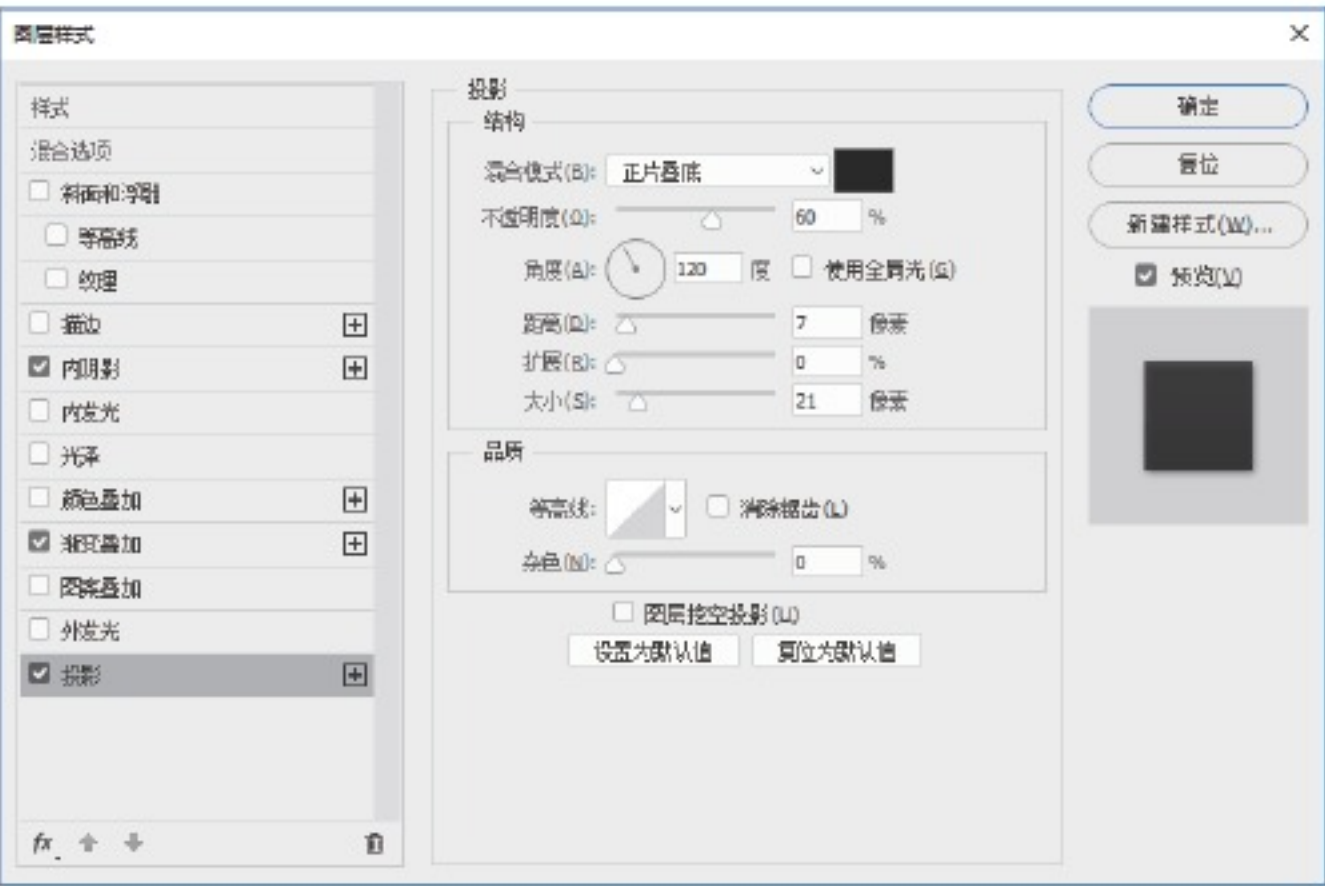 图层样式
样式
混合选项
斜面和浮雕
等高线
纹理
描边
内阴影
内发光
光泽
颜色叠加
渐变叠加
图案叠加
外发光
投影
fx
投影
结构
混合模式(B): 正片叠底
不透明度(O): 60 %
角度(A): 120 度 使用全局光(G)
距离(D): 7 像素
扩展(R): 0 %
大小(S): 21 像素
品质
等高线: 消除锯齿(L)
杂色(N): 0 %
图层挖空投影(U)
设置为默认值 复位为默认值
确定
复位
新建样式(W)...
预览(V)